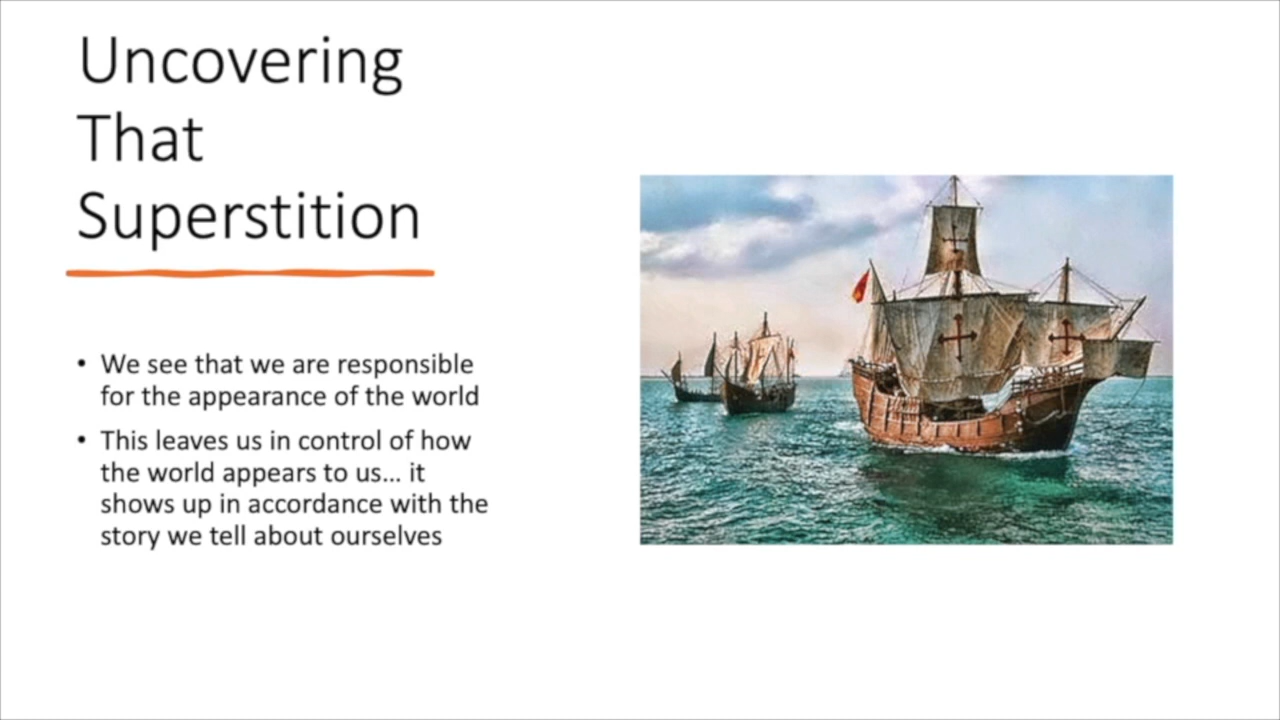 Uncovering
That
Superstition
• We see that we are responsible
for the appearance of the world
• This leaves us in control of how
the world appears to us... it
shows up in accordance with the
story we tell about ourselves